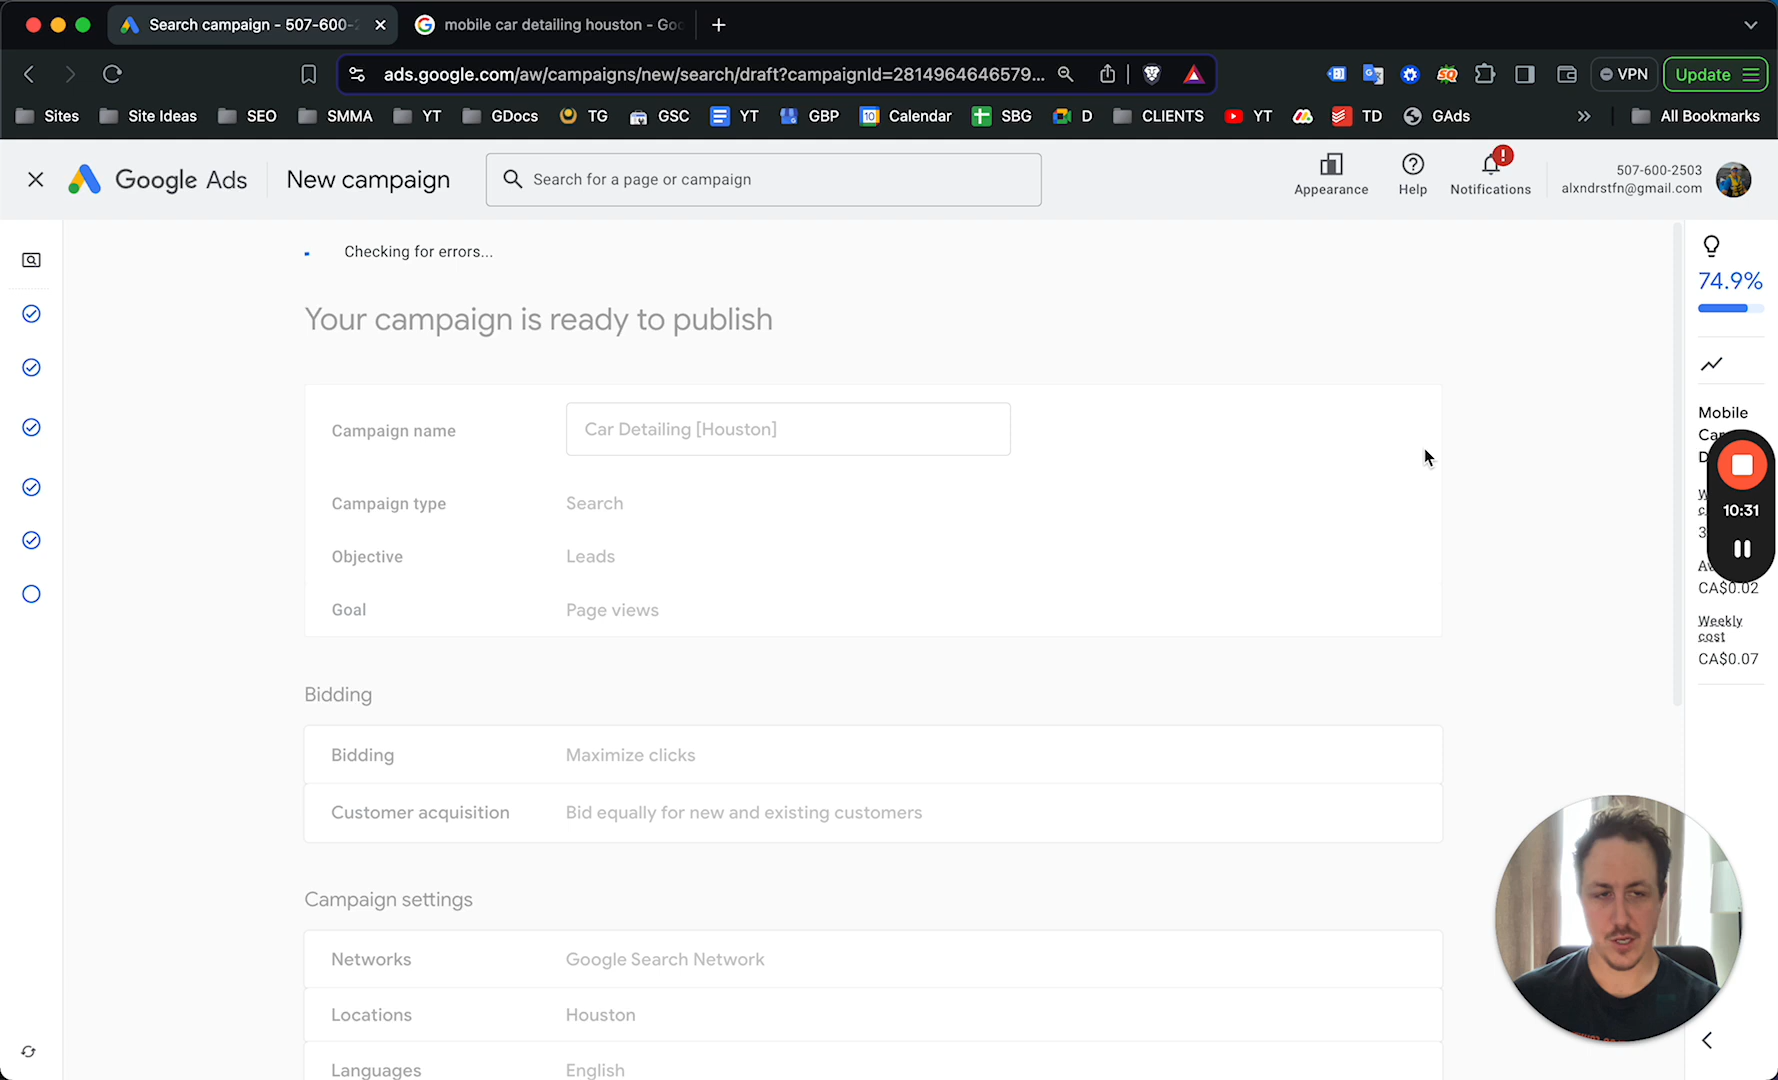 Search campaign - 507-600-2
mobile car detailing houston - Goo
ads.google.com/aw/campaigns/new/search/draft?campaignId=2814964646579...
VPN
Update
Sites
Site Ideas
SEO
SMMA
YT
GDocs
TG
GSC
YT
GBP
Calendar
SBG
D
CLIENTS
YT
TD
GAds
All Bookmarks
Google Ads
New campaign
Search for a page or campaign
Appearance
Help
Notifications
507-600-2503
alxndrstfn@gmail.com
Checking for errors...
Your campaign is ready to publish
Campaign name
Car Detailing [Houston]
Campaign type
Search
Objective
Leads
Goal
Page views
Bidding
Bidding
Maximize clicks
Customer acquisition
Bid equally for new and existing customers
Campaign settings
Networks
Google Search Network
Locations
Houston
Languages
English
74.9%
Mobile
10:31
CA$0.02
Weekly
cost
CA$0.07